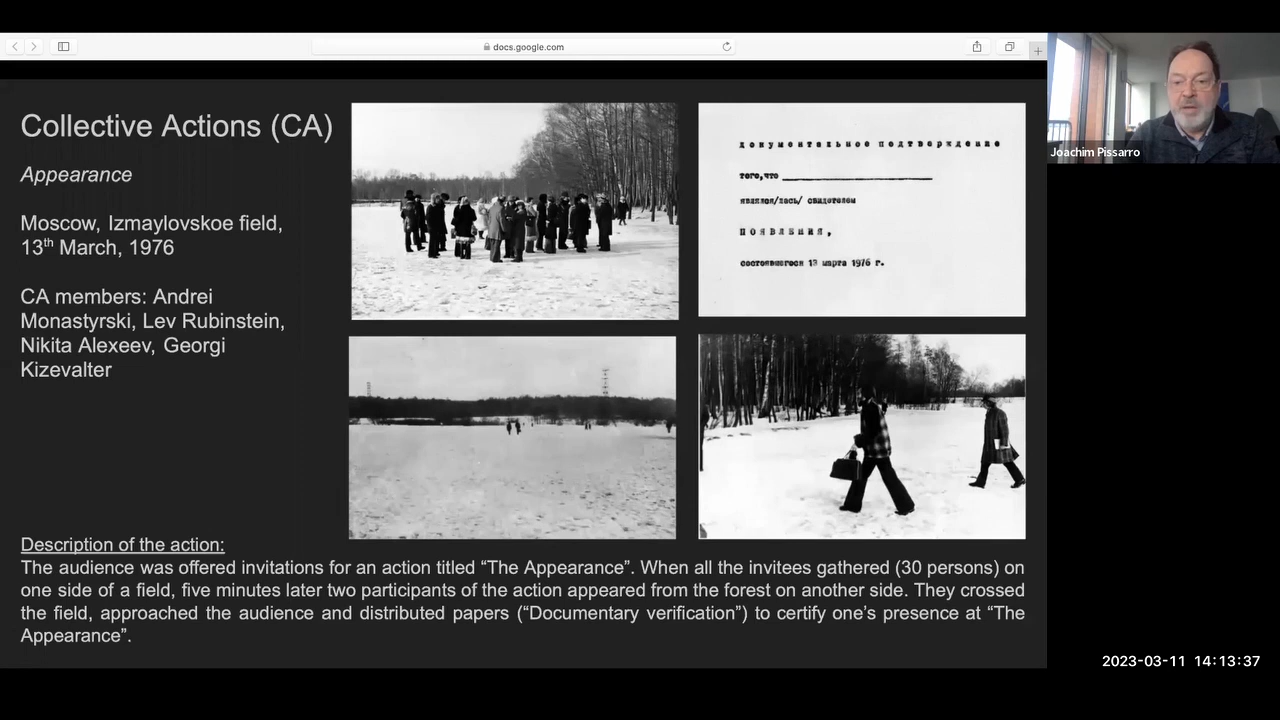 docs.google.com
Collective Actions (CA)
Appearance
Moscow, Izmaylovskoe field,
13th March, 1976
CA members: Andrei
Monastyrski, Lev Rubinstein,
Nikita Alexeev, Georgi
Kizevalter
документальное подтверждение
того,что
являлся/лась/ свидетелем
ПОЯВЛЕНИЯ,
состоявшегося 13 марта 1976 г.
Joachim Pissarro
Description of the action:
The audience was offered invitations for an action titled “The Appearance”. When all the invitees gathered (30 persons) on
one side of a field, five minutes later two participants of the action appeared from the forest on another side. They crossed
the field, approached the audience and distributed papers (“Documentary verification”) to certify one’s presence at “The
Appearance”.
2023-03-11 14:13:37